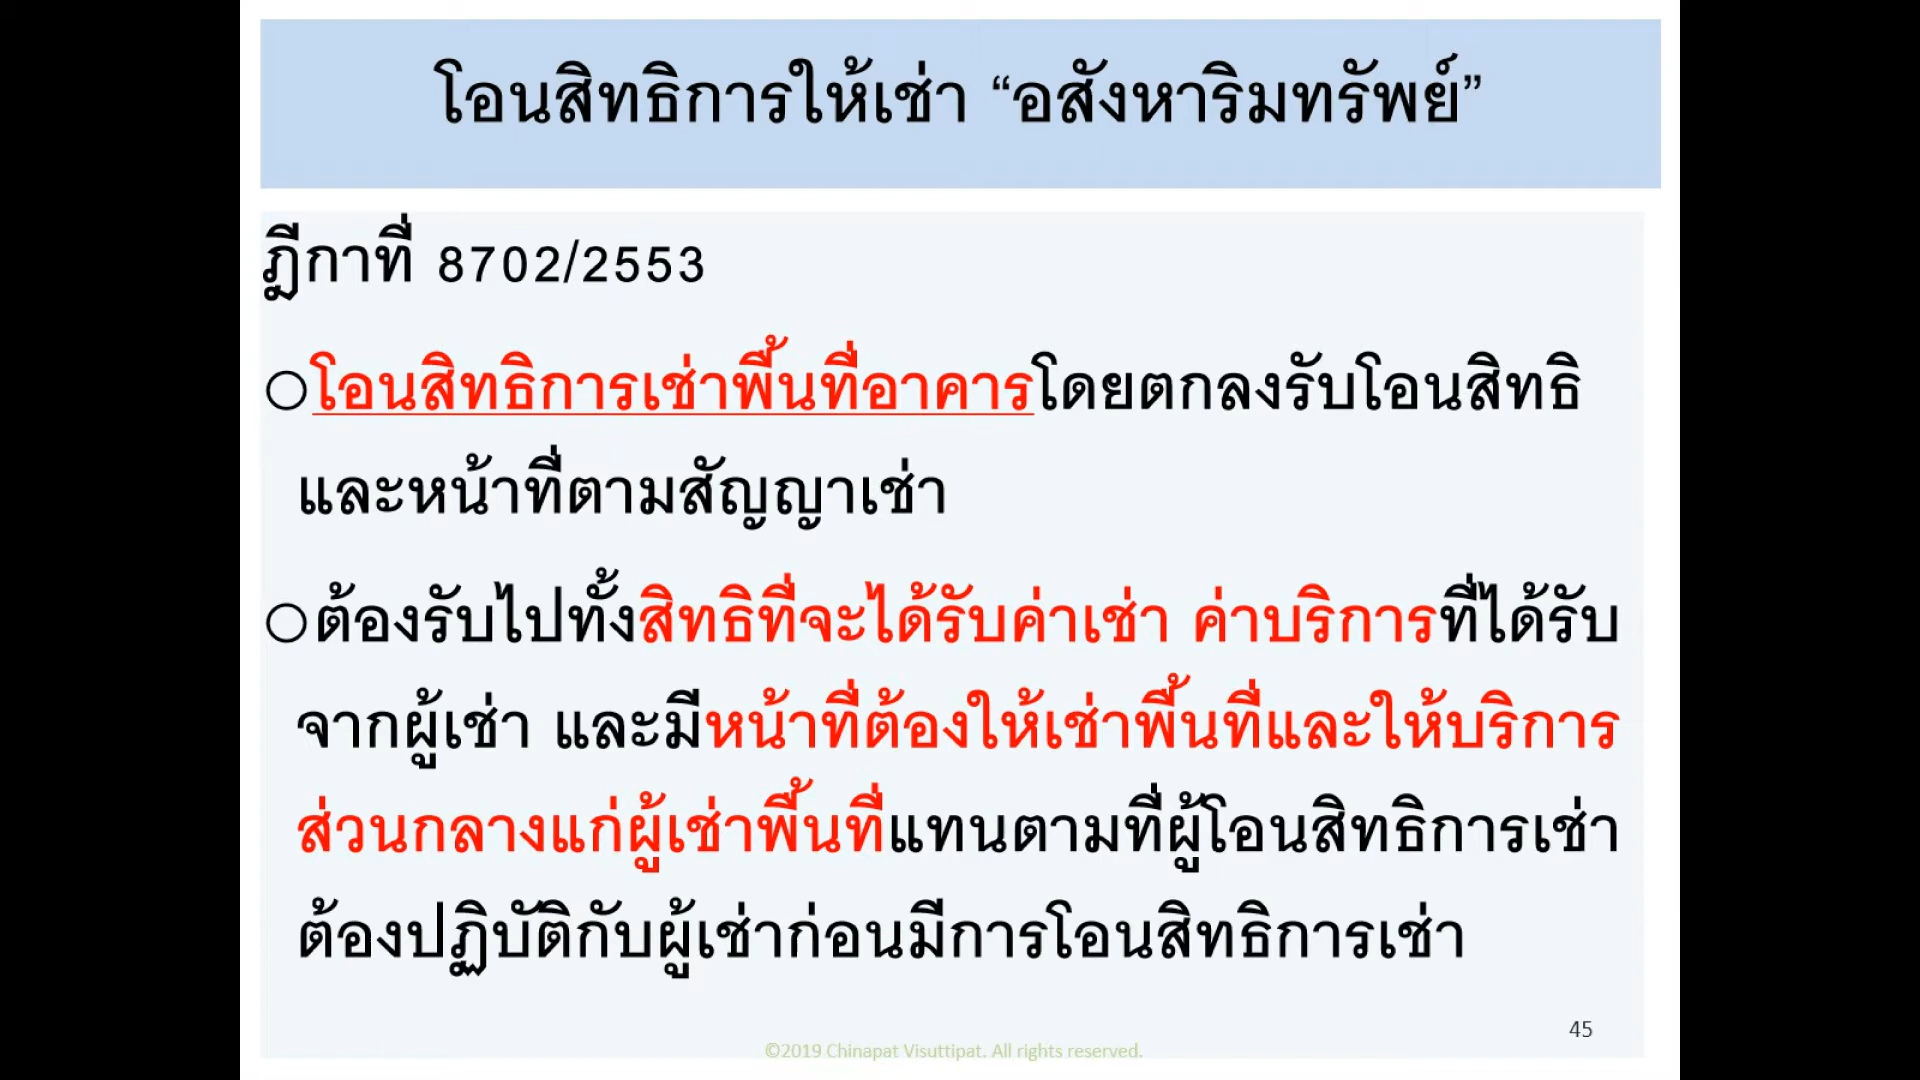 โอนสิทธิการให้เช่า “อสังหาริมทรัพย์”
ฎีกาที่ 8702/2553
○โอนสิทธิการเช่าพื้นที่อาคารโดยตกลงรับโอนสิทธิ
และหน้าที่ตามสัญญาเช่า
○ต้องรับไปทั้งสิทธิที่จะได้รับค่าเช่า ค่าบริการที่ได้รับ
จากผู้เช่า และมีหน้าที่ต้องให้เช่าพื้นที่และให้บริการ
ส่วนกลางแก่ผู้เช่าพื้นที่แทนตามที่ผู้โอนสิทธิการเช่า
ต้องปฏิบัติกับผู้เช่าก่อนมีการโอนสิทธิการเช่า
45
©2019 Chinapat Visuttipat. All rights reserved.